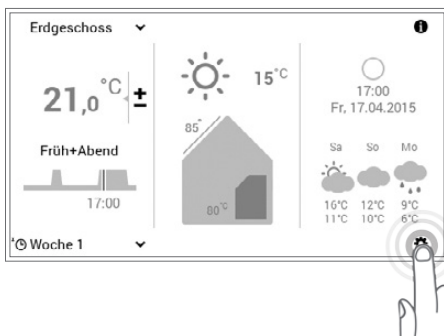 Erdgeschoss
21,0 °C ±
Früh+Abend
17:00
Woche 1
15°C
85°
80°C
17:00
Fr, 17.04.2015
Sa So Mo
16°C 12°C 9°C
11°C 10°C 6°C